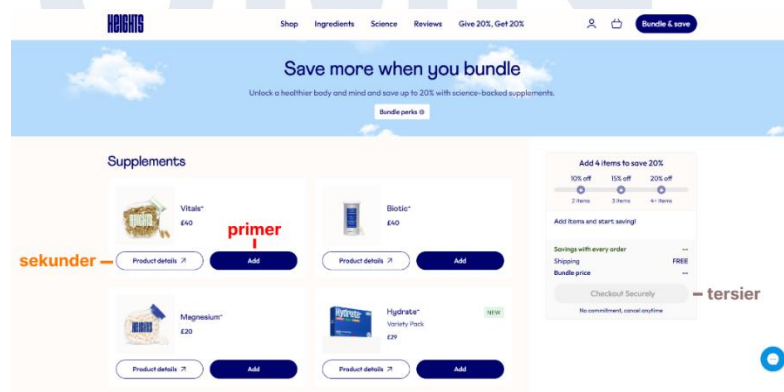 HEIGHTS
Shop Ingredients Science Reviews Give 20%, Get 20%
Bundle & save
Save more when you bundle
Unlock a healthier body and mind and save up to 20% with science-backed supplements.
Bundle perks
Supplements
Vitals⁺
£40
primer
sekunder
Product details ↗
Add
Biotic⁺
£40
Product details ↗
Add
HEIGHTS
Magnesium⁺
£20
Product details ↗
Add
Hydrate⁺
Hydrate⁺
Variety Pack
£29
NEW
Product details ↗
Add
Add 4 items to save 20%
10% off 15% off 20% off
2 items 3 items 4+ items
Add items and start saving!
Savings with every order --
Shipping FREE
Bundle price --
Checkout Securely
tersier
No commitment, cancel anytime